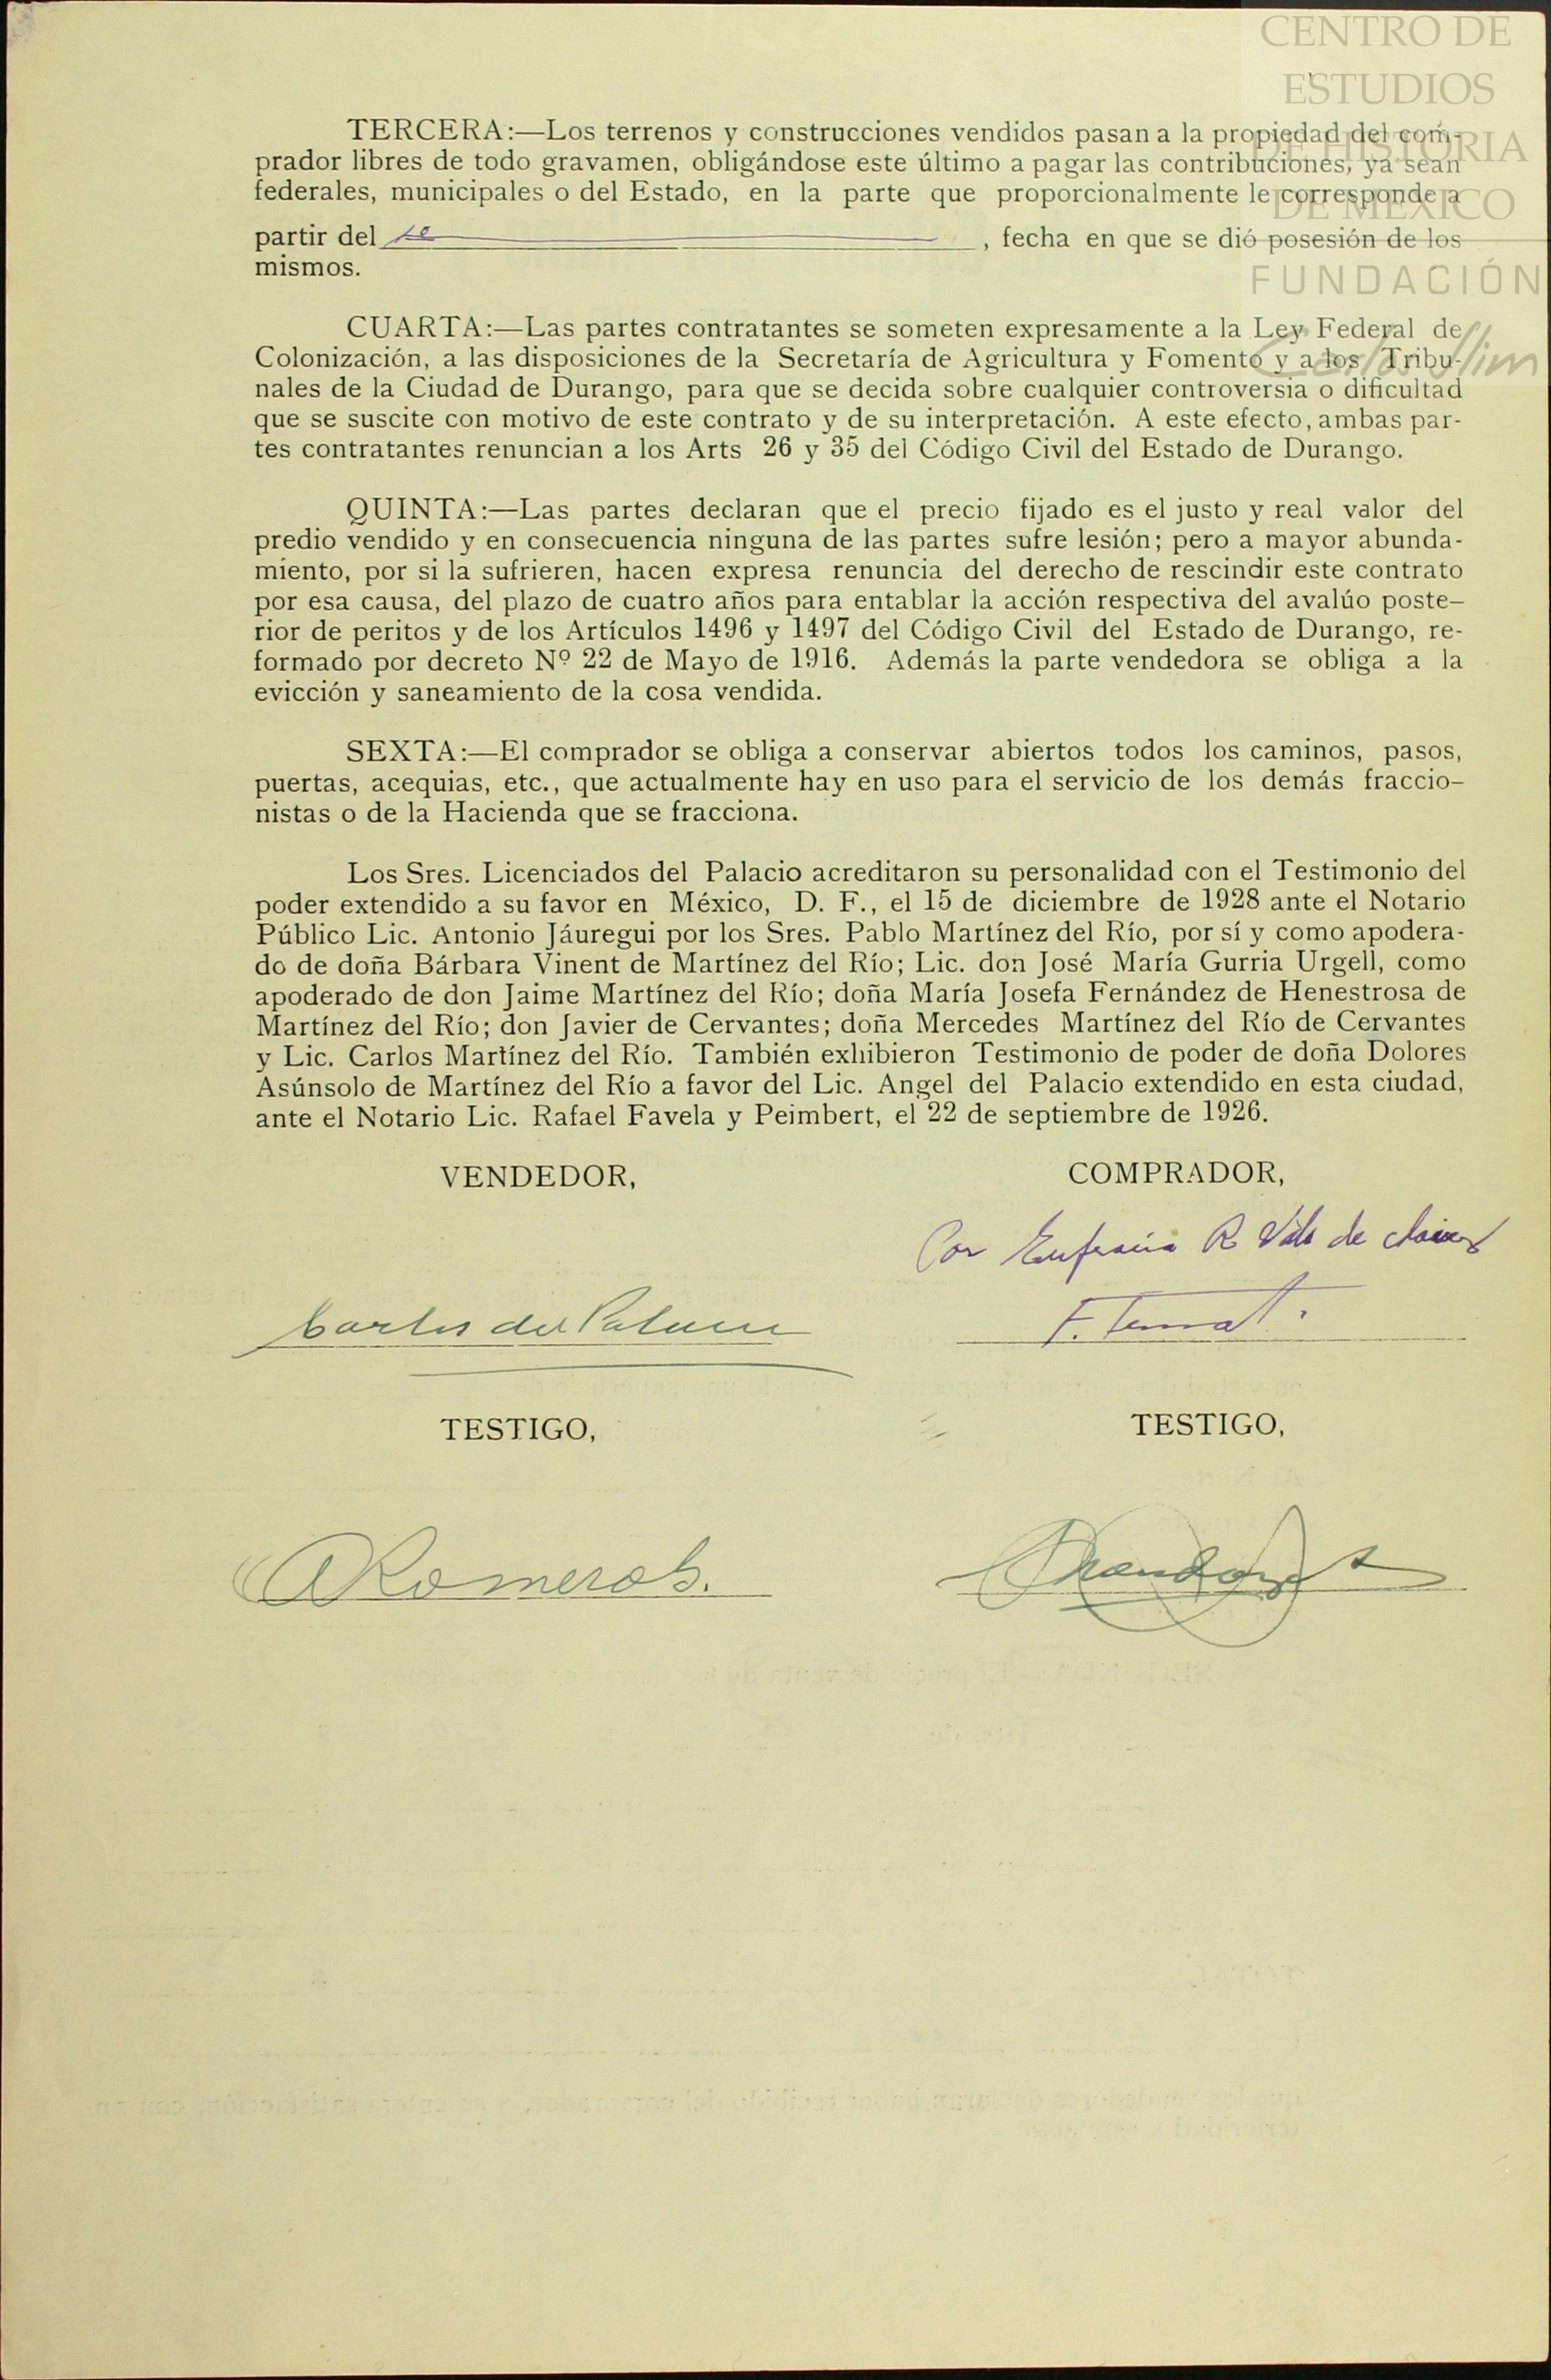 CENTRO DE
ESTUDIOS
DE HISTORIA
DE MÉXICO
FUNDACIÓN
Carlos Slim
TERCERA:—Los terrenos y construcciones vendidos pasan a la propiedad del com-
prador libres de todo gravamen, obligándose este último a pagar las contribuciones, ya sean
federales, municipales o del Estado, en la parte que proporcionalmente le corresponde a
partir del , fecha en que se dió posesión de los
mismos.
CUARTA:—Las partes contratantes se someten expresamente a la Ley Federal de
Colonización, a las disposiciones de la Secretaría de Agricultura y Fomento y a los Tribu-
nales de la Ciudad de Durango, para que se decida sobre cualquier controversia o dificultad
que se suscite con motivo de este contrato y de su interpretación. A este efecto, ambas par-
tes contratantes renuncian a los Arts 26 y 35 del Código Civil del Estado de Durango.
QUINTA:—Las partes declaran que el precio fijado es el justo y real valor del
predio vendido y en consecuencia ninguna de las partes sufre lesión; pero a mayor abunda-
miento, por si la sufrieren, hacen expresa renuncia del derecho de rescindir este contrato
por esa causa, del plazo de cuatro años para entablar la acción respectiva del avalúo poste-
rior de peritos y de los Artículos 1496 y 1497 del Código Civil del Estado de Durango, re-
formado por decreto Nº 22 de Mayo de 1916. Además la parte vendedora se obliga a la
evicción y saneamiento de la cosa vendida.
SEXTA:—El comprador se obliga a conservar abiertos todos los caminos, pasos,
puertas, acequias, etc., que actualmente hay en uso para el servicio de los demás fraccio-
nistas o de la Hacienda que se fracciona.
Los Sres. Licenciados del Palacio acreditaron su personalidad con el Testimonio del
poder extendido a su favor en México, D. F., el 15 de diciembre de 1928 ante el Notario
Público Lic. Antonio Jáuregui por los Sres. Pablo Martínez del Río, por sí y como apodera-
do de doña Bárbara Vinent de Martínez del Río; Lic. don José María Gurria Urgell, como
apoderado de don Jaime Martínez del Río; doña María Josefa Fernández de Henestrosa de
Martínez del Río; don Javier de Cervantes; doña Mercedes Martínez del Río de Cervantes
y Lic. Carlos Martínez del Río. También exhibieron Testimonio de poder de doña Dolores
Asúnsolo de Martínez del Río a favor del Lic. Angel del Palacio extendido en esta ciudad,
ante el Notario Lic. Rafael Favela y Peimbert, el 22 de septiembre de 1926.
VENDEDOR, COMPRADOR,
Por R de
Carlos del Palacio
TESTIGO, TESTIGO,
A Romero S.